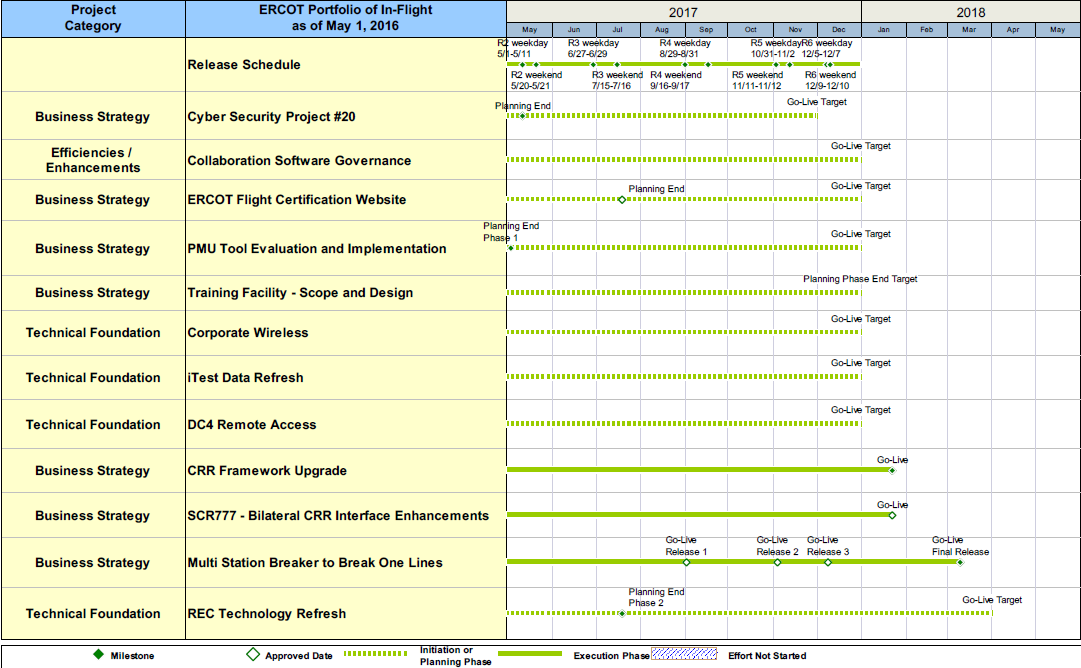 Project
Category
ERCOT Portfolio of In-Flight
as of May 1, 2016
2017
2018
May Jun Jul Aug Sep Oct Nov Dec Jan Feb Mar Apr May
Release Schedule
R2 weekday R3 weekday R4 weekday R5 weekday R6 weekday
5/1-5/11 6/27-6/29 8/29-8/31 10/31-11/2 12/5-12/7
R2 weekend R3 weekend R4 weekend R5 weekend R6 weekend
5/20-5/21 7/15-7/16 9/16-9/17 11/11-11/12 12/9-12/10
Business Strategy
Cyber Security Project #20
Planning End
Go-Live Target
Efficiencies /
Enhancements
Collaboration Software Governance
Go-Live Target
Business Strategy
ERCOT Flight Certification Website
Planning End
Go-Live Target
Business Strategy
PMU Tool Evaluation and Implementation
Planning End
Phase 1
Go-Live Target
Business Strategy
Training Facility - Scope and Design
Planning Phase End Target
Technical Foundation
Corporate Wireless
Go-Live Target
Technical Foundation
iTest Data Refresh
Go-Live Target
Technical Foundation
DC4 Remote Access
Go-Live Target
Business Strategy
CRR Framework Upgrade
Go-Live
Business Strategy
SCR777 - Bilateral CRR Interface Enhancements
Go-Live
Business Strategy
Multi Station Breaker to Break One Lines
Go-Live
Release 1
Go-Live
Release 2
Go-Live
Release 3
Go-Live
Final Release
Technical Foundation
REC Technology Refresh
Planning End
Phase 2
Go-Live Target
Milestone
Approved Date
Initiation or
Planning Phase
Execution Phase
Effort Not Started